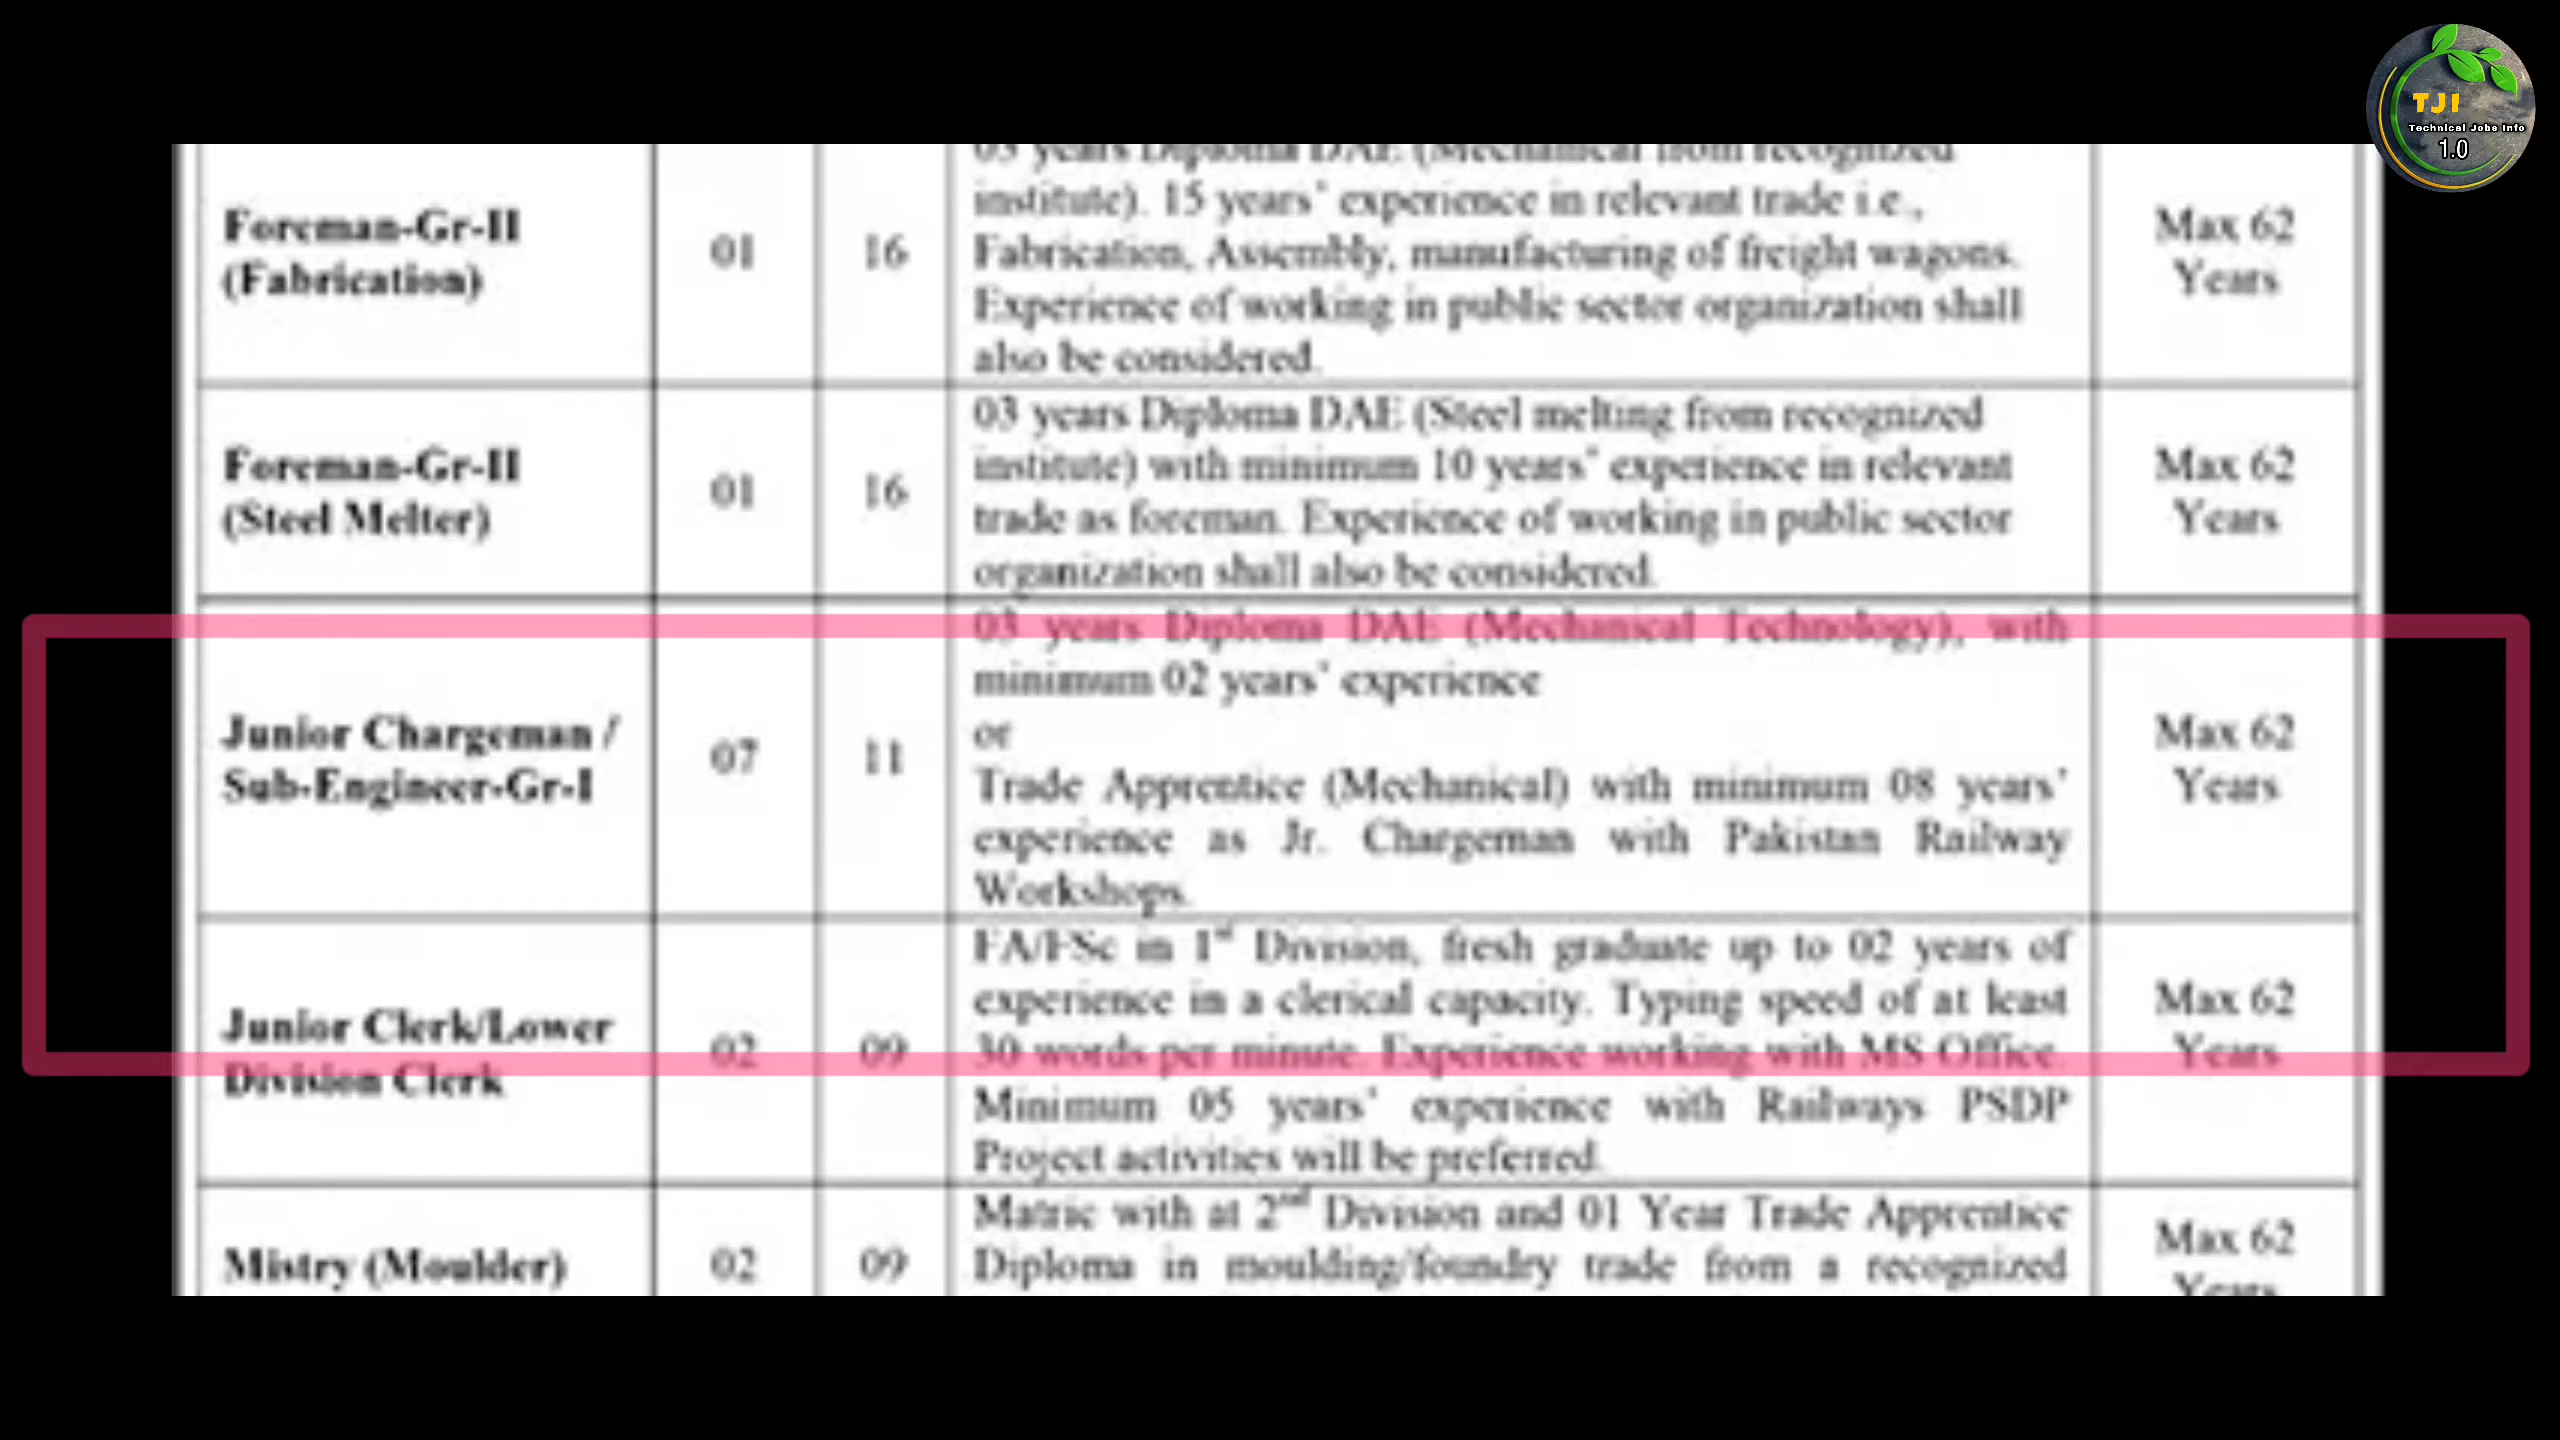 TJI
Technical Jobs Info
1.0
03 years Diploma DAE (Mechanical from recognized
institute). 15 years' experience in relevant trade i.e.,
Fabrication, Assembly, manufacturing of freight wagons.
Experience of working in public sector organization shall
also be considered.
Foreman-Gr-II
(Fabrication)
01
16
Max 62
Years
Foreman-Gr-II
(Steel Melter)
01
16
03 years Diploma DAE (Steel melting from recognized
institute) with minimum 10 years' experience in relevant
trade as foreman. Experience of working in public sector
organization shall also be considered.
Max 62
Years
Junior Chargeman /
Sub-Engineer-Gr-I
07
11
03 years Diploma DAE (Mechanical Technology), with
minimum 02 years' experience
or
Trade Apprentice (Mechanical) with minimum 08 years'
experience as Jr. Chargeman with Pakistan Railway
Workshops.
Max 62
Years
Junior Clerk/Lower
Division Clerk
02
09
FA/FSc in 1st Division, fresh graduate up to 02 years of
experience in a clerical capacity. Typing speed of at least
30 words per minute. Experience working with MS Office.
Minimum 05 years' experience with Railways PSDP
Project activities will be preferred.
Max 62
Years
Mistry (Moulder)
02
09
Matric with at 2nd Division and 01 Year Trade Apprentice
Diploma in moulding/foundry trade from a recognized
Max 62
Years